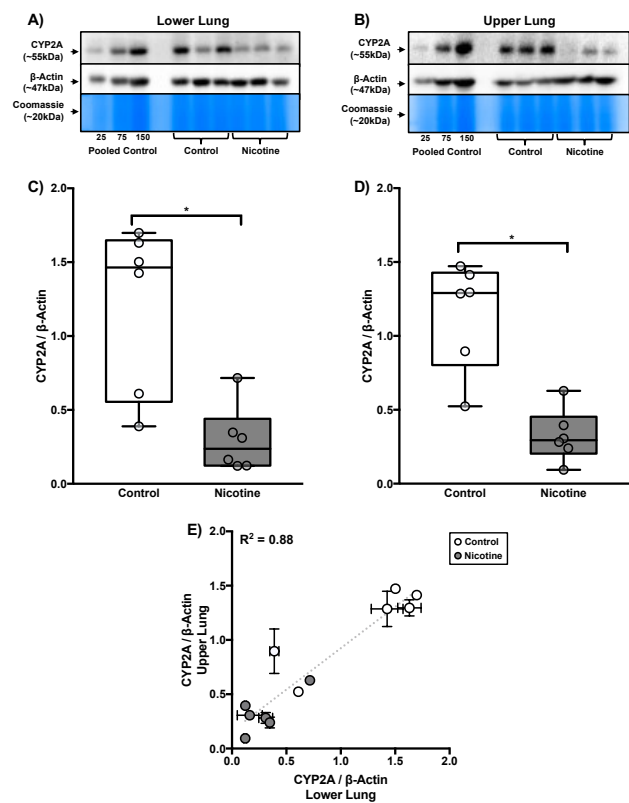 A) Lower Lung
CYP2A
(~55kDa)
β-Actin
(~47kDa)
Coomassie
(~20kDa)
25 75 150
Pooled Control Control Nicotine
B) Upper Lung
CYP2A
(~55kDa)
β-Actin
(~47kDa)
Coomassie
(~20kDa)
25 75 150
Pooled Control Control Nicotine
C)
CYP2A / β-Actin
2.0
1.5
1.0
0.5
0.0
*
Control Nicotine
D)
CYP2A / β-Actin
2.0
1.5
1.0
0.5
0.0
*
Control Nicotine
E)
R² = 0.88
Control
Nicotine
CYP2A / β-Actin
Upper Lung
2.0
1.5
1.0
0.5
0.0
0.0 0.5 1.0 1.5 2.0
CYP2A / β-Actin
Lower Lung